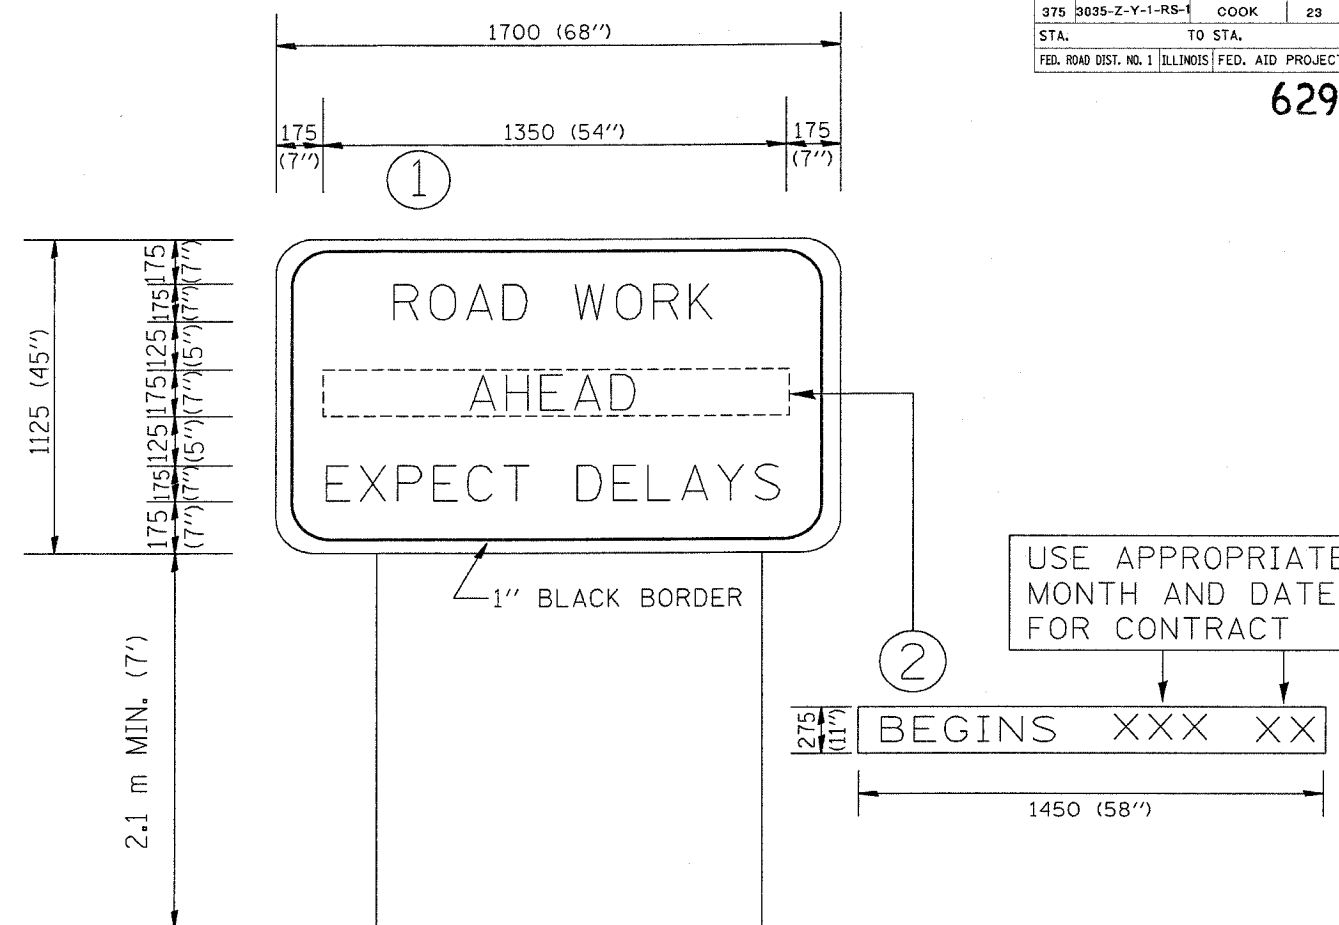 375 3035-Z-Y-1-RS-1 COOK 23
STA. TO STA.
FED. ROAD DIST. NO. 1 ILLINOIS FED. AID PROJECT
629
1700 (68'')
175 (7'')
1350 (54'')
175 (7'')
1
175 (7'')
175 (7'')
125 (5'')
175 (7'')
125 (5'')
175 (7'')
175 (7'')
1125 (45'')
ROAD WORK
AHEAD
EXPECT DELAYS
1'' BLACK BORDER
2.1 m MIN. (7')
USE APPROPRIATE
MONTH AND DATE
FOR CONTRACT
2
275 (11'')
BEGINS XXX XX
1450 (58'')